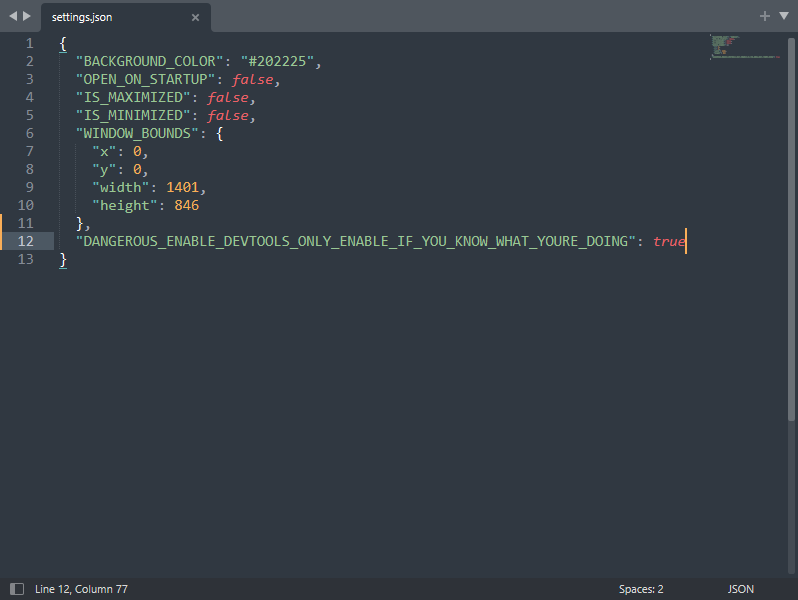 settings.json
1 {
2 "BACKGROUND_COLOR": "#202225",
3 "OPEN_ON_STARTUP": false,
4 "IS_MAXIMIZED": false,
5 "IS_MINIMIZED": false,
6 "WINDOW_BOUNDS": {
7 "x": 0,
8 "y": 0,
9 "width": 1401,
10 "height": 846
11 },
12 "DANGEROUS_ENABLE_DEVTOOLS_ONLY_ENABLE_IF_YOU_KNOW_WHAT_YOURE_DOING": true
13 }
Line 12, Column 77 Spaces: 2 JSON